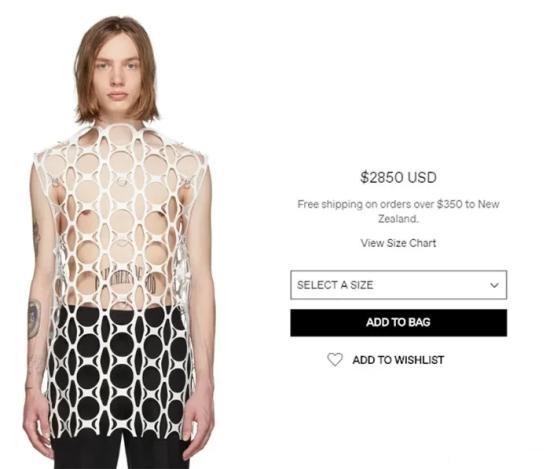 $2850 USD
Free shipping on orders over $350 to New
Zealand.
View Size Chart
SELECT A SIZE
ADD TO BAG
ADD TO WISHLIST